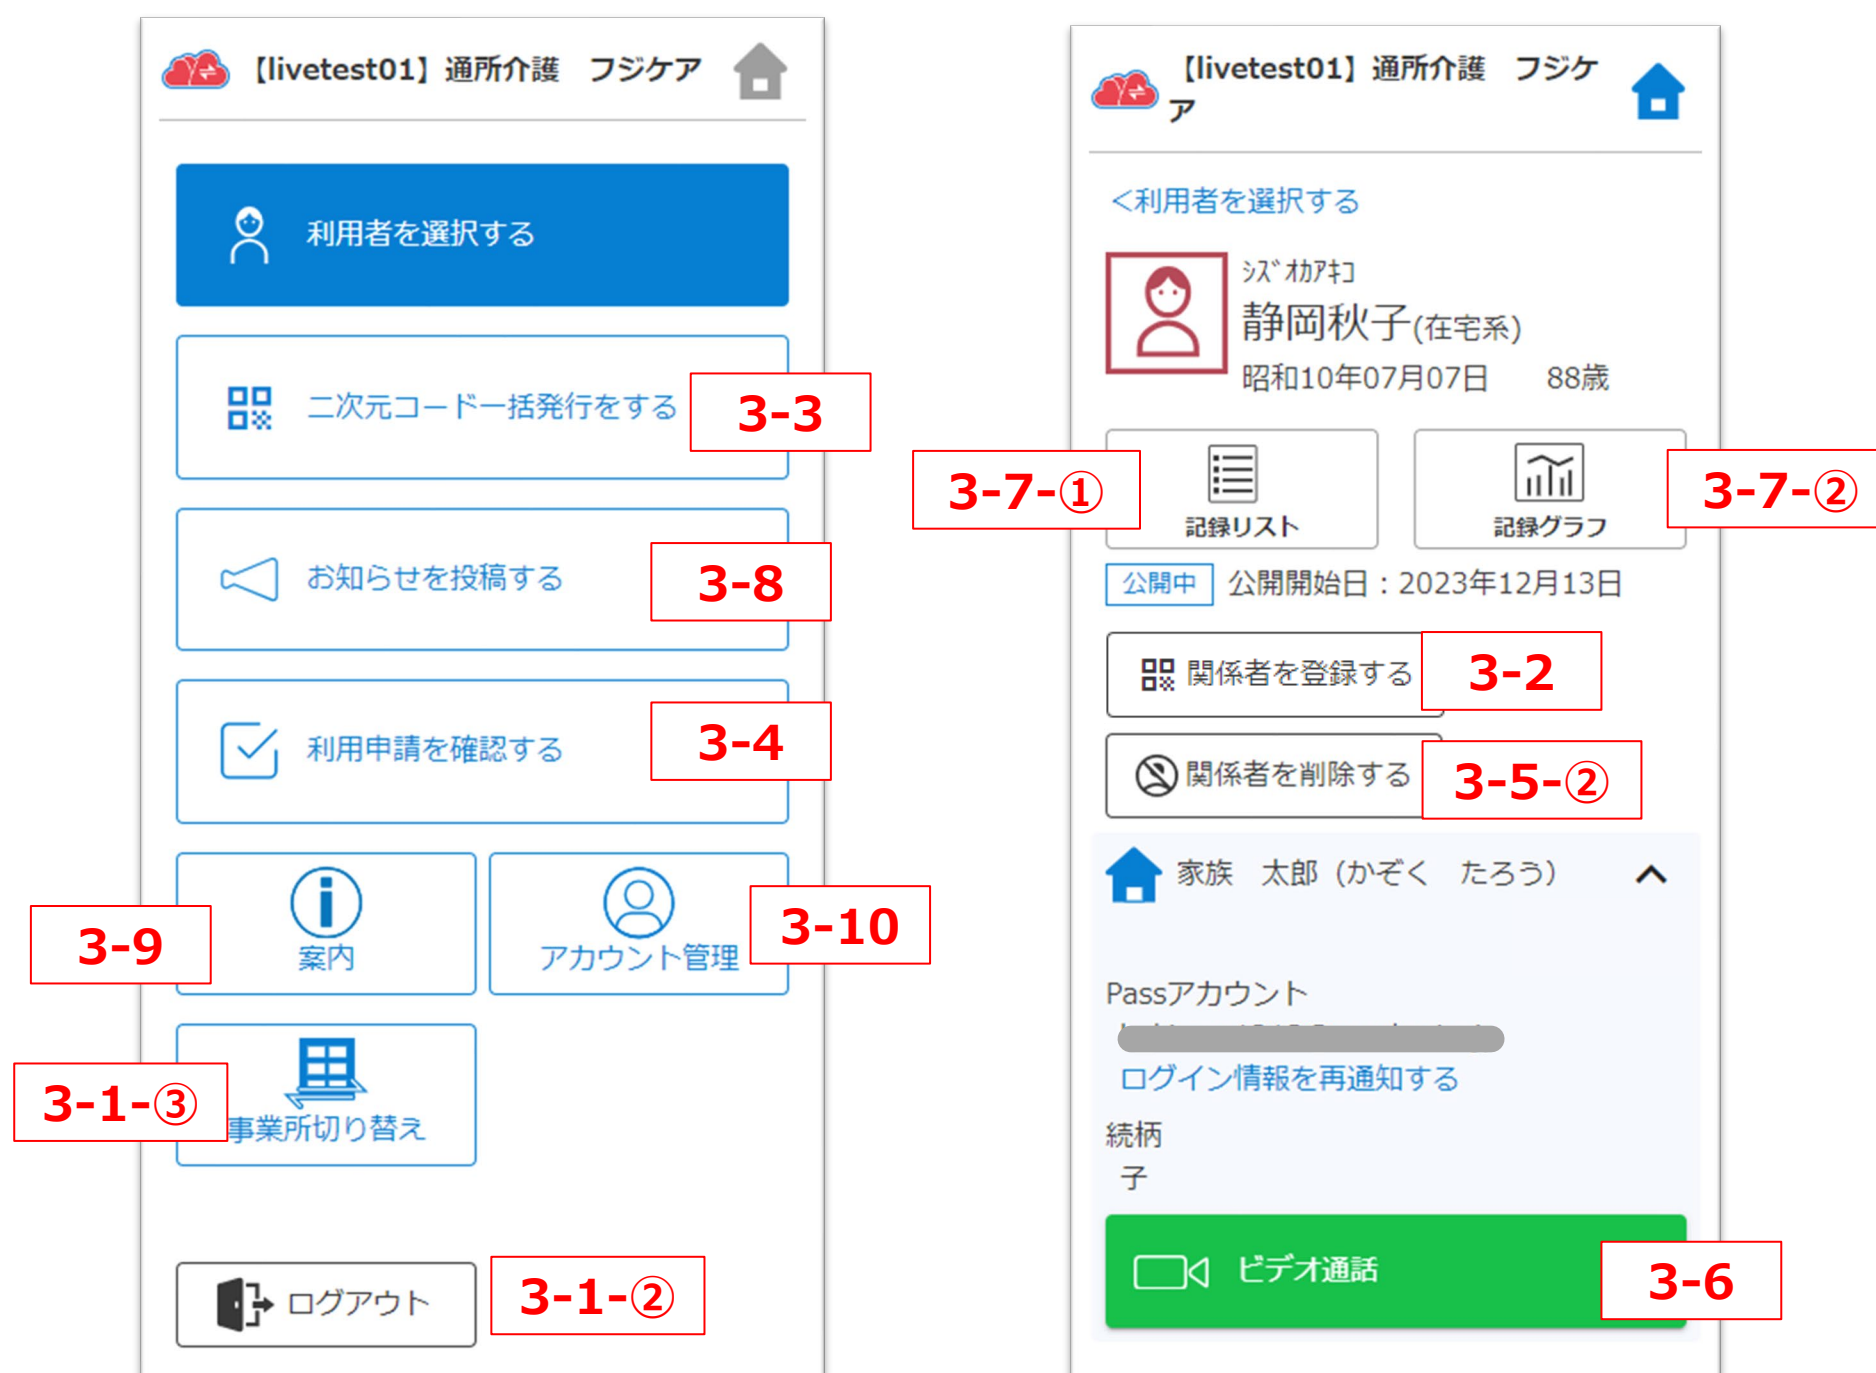 【livetest01】通所介護　フジケア
利用者を選択する
二次元コード一括発行をする
3-3
お知らせを投稿する
3-8
利用申請を確認する
3-4
3-9
案内
アカウント管理
3-10
3-1-③
事業所切り替え
ログアウト
3-1-②
【livetest01】通所介護　フジケ
ア
＜利用者を選択する
ｼｽﾞｵｶｱｷｺ
静岡秋子(在宅系)
昭和10年07月07日　88歳
3-7-①
記録リスト
記録グラフ
3-7-②
公開中 公開開始日：2023年12月13日
関係者を登録する
3-2
関係者を削除する
3-5-②
家族　太郎（かぞく　たろう）
Passアカウント
ログイン情報を再通知する
続柄
子
ビデオ通話
3-6